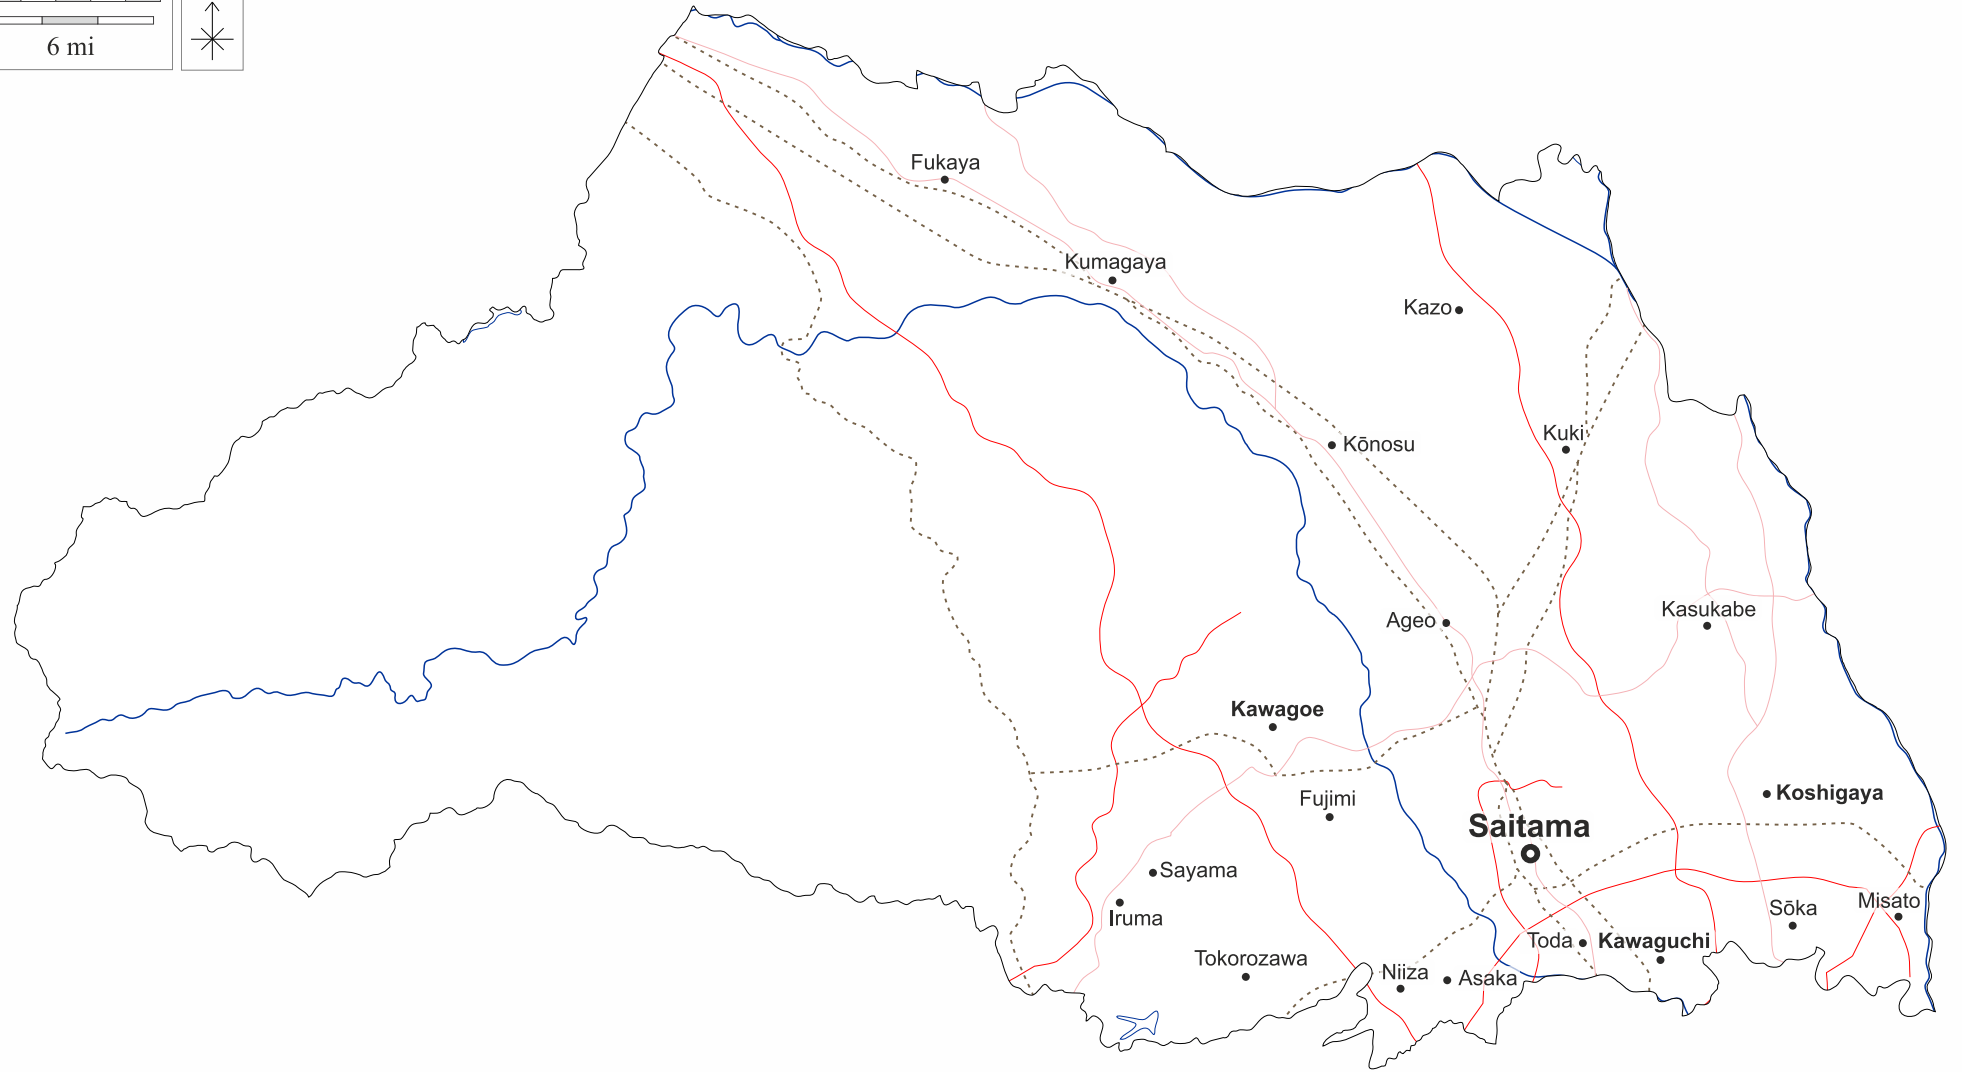 6 mi
Fukaya
Kumagaya
Kazo
Kuki
Kōnosu
Kasukabe
Ageo
Kawagoe
Koshigaya
Fujimi
Saitama
Sayama
Misato
Sōka
Iruma
Toda
Kawaguchi
Tokorozawa
Niiza
Asaka